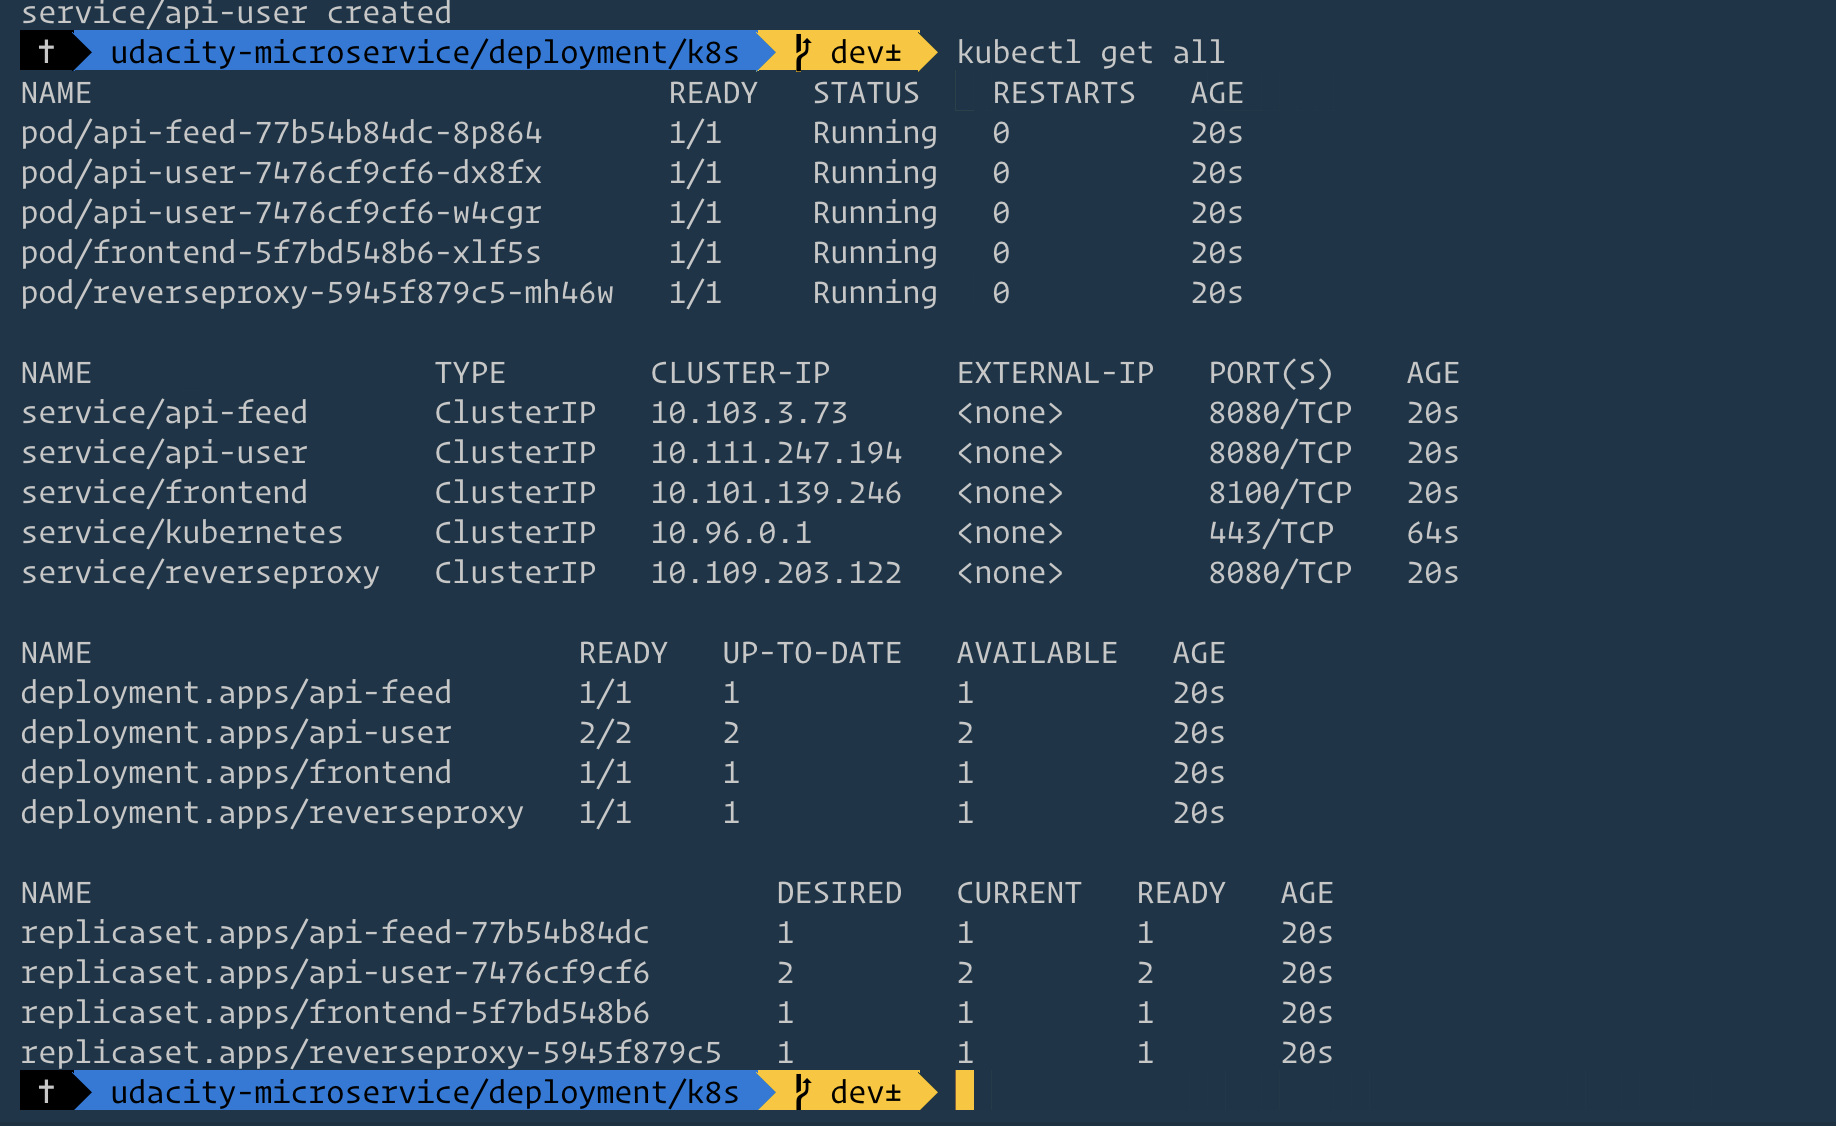 service/api-user created
† udacity-microservice/deployment/k8s dev± kubectl get all
NAME READY STATUS RESTARTS AGE
pod/api-feed-77b54b84dc-8p864 1/1 Running 0 20s
pod/api-user-7476cf9cf6-dx8fx 1/1 Running 0 20s
pod/api-user-7476cf9cf6-w4cgr 1/1 Running 0 20s
pod/frontend-5f7bd548b6-xlf5s 1/1 Running 0 20s
pod/reverseproxy-5945f879c5-mh46w 1/1 Running 0 20s
NAME TYPE CLUSTER-IP EXTERNAL-IP PORT(S) AGE
service/api-feed ClusterIP 10.103.3.73 <none> 8080/TCP 20s
service/api-user ClusterIP 10.111.247.194 <none> 8080/TCP 20s
service/frontend ClusterIP 10.101.139.246 <none> 8100/TCP 20s
service/kubernetes ClusterIP 10.96.0.1 <none> 443/TCP 64s
service/reverseproxy ClusterIP 10.109.203.122 <none> 8080/TCP 20s
NAME READY UP-TO-DATE AVAILABLE AGE
deployment.apps/api-feed 1/1 1 1 20s
deployment.apps/api-user 2/2 2 2 20s
deployment.apps/frontend 1/1 1 1 20s
deployment.apps/reverseproxy 1/1 1 1 20s
NAME DESIRED CURRENT READY AGE
replicaset.apps/api-feed-77b54b84dc 1 1 1 20s
replicaset.apps/api-user-7476cf9cf6 2 2 2 20s
replicaset.apps/frontend-5f7bd548b6 1 1 1 20s
replicaset.apps/reverseproxy-5945f879c5 1 1 1 20s
† udacity-microservice/deployment/k8s dev±